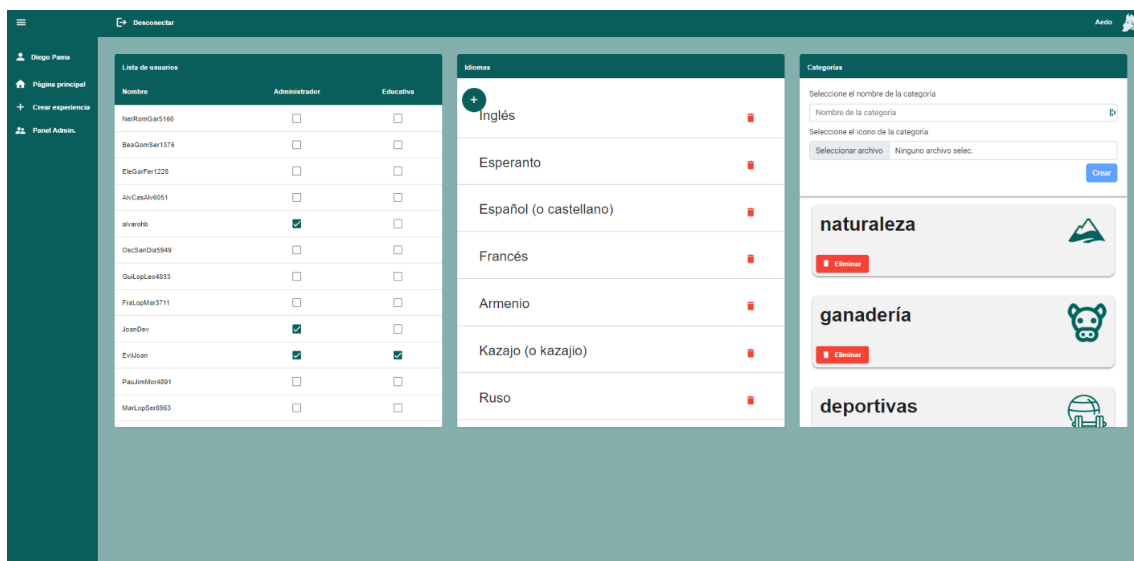 Desconectar
Aedo
Diego Pama
Página principal
Crear experiencia
Panel Admin.
Lista de usuarios
Nombre Administrador Educativa
NerRomGar5160
BeaGomSer1376
EleGarFer1228
AlvCasAlv6051
alvarohb
OscSanDia5949
GuiLopLeo4833
FraLopMar3711
JoanDev
EvilJoan
PauJimMor4891
MarLopSer6963
Idiomas
+
Inglés
Esperanto
Español (o castellano)
Francés
Armenio
Kazajo (o kazajio)
Ruso
Categorías
Seleccione el nombre de la categoría
Nombre de la categoría
Seleccione el icono de la categoría
Seleccionar archivo Ninguno archivo selec.
Crear
naturaleza
Eliminar
ganadería
Eliminar
deportivas